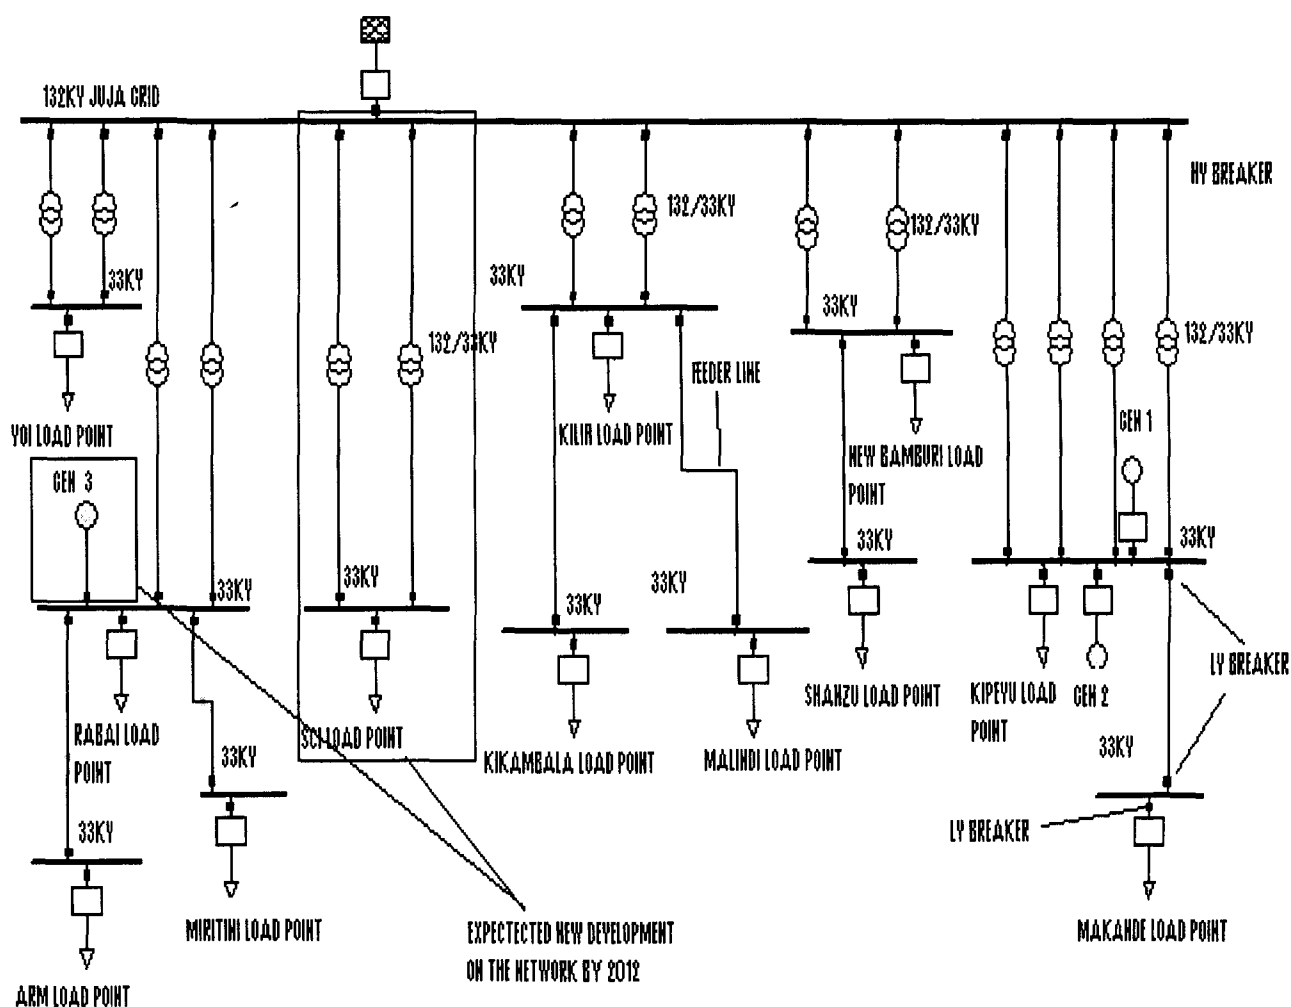 132KV JUJA GRID
HV BREAKER
132/33KV
132/33KV
33KV
33KV
33KV
132/33KV
132/33KV
FEEDER LINE
VOI LOAD POINT
KILIR LOAD POINT
GEN 1
NEW BAMBURI LOAD
POINT
GEN 3
33KV
33KV
33KV
33KV
33KV
33KV
33KV
LV BREAKER
SHANZU LOAD POINT
KIPEVU LOAD
POINT
GEN 2
RABAI LOAD
POINT
SCI LOAD POINT
KIKAMBALA LOAD POINT
MALINDI LOAD POINT
33KV
33KV
33KV
LV BREAKER
MIRITINI LOAD POINT
EXPECTECTED NEW DEVELOPMENT
ON THE NETWORK BY 2012
MAKANDE LOAD POINT
ARM LOAD POINT